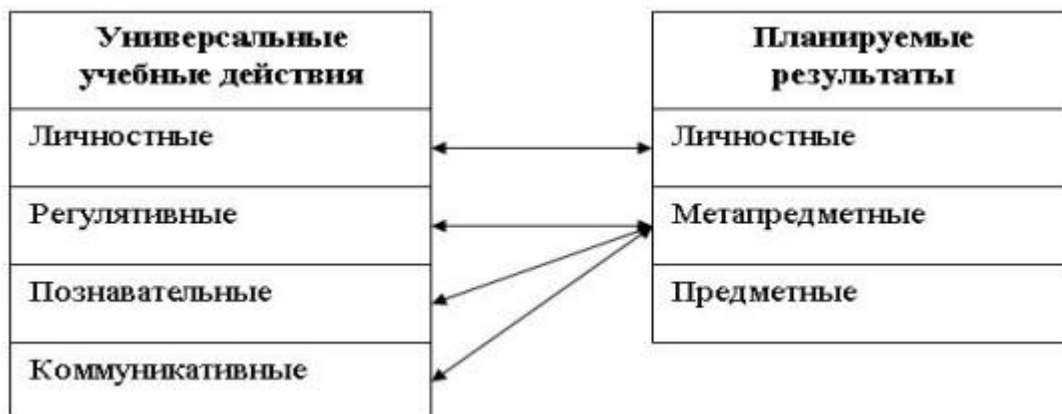 Универсальные
учебные действия
Личностные
Регулятивные
Познавательные
Коммуникативные
Планируемые
результаты
Личностные
Метапредметные
Предметные